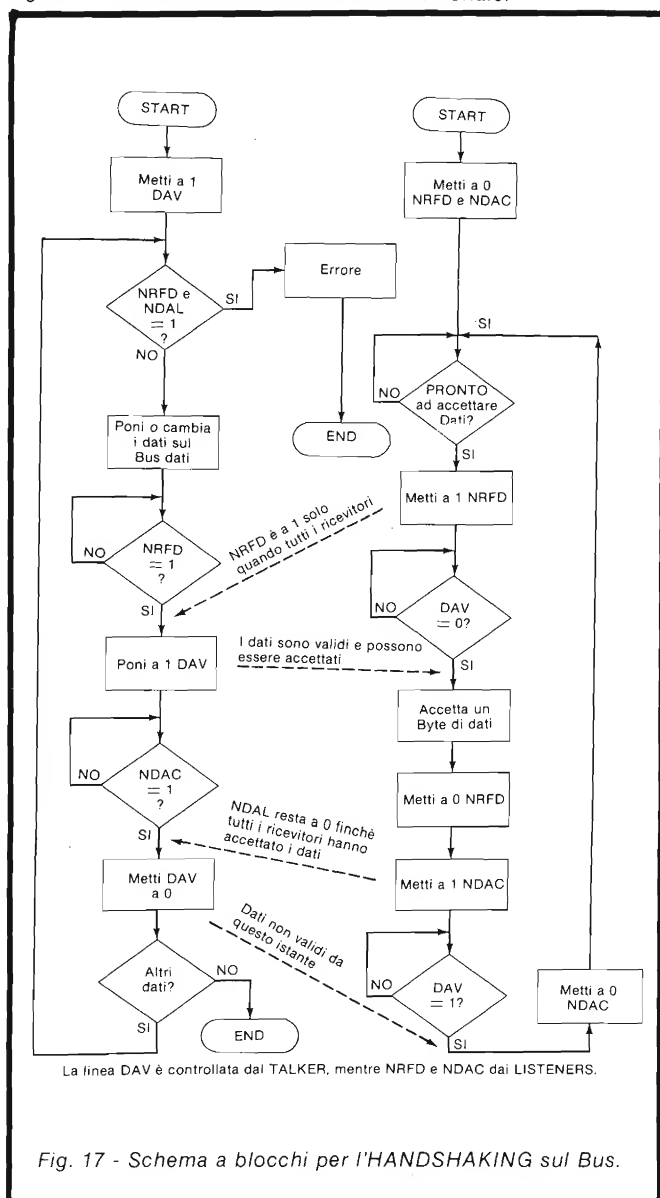 START
Metti a 1
DAV
NRFD e
NDAL
= 1
?
SI
NO
Errore
END
Poni o cambia
i dati sul
Bus dati
NRFD
= 1
?
NO
SI
Poni a 1 DAV
NDAC
= 1
?
NO
SI
Metti DAV
a 0
Altri
dati?
NO
SI
END
NRFD è a 1 solo
quando tutti i ricevitori
I dati sono validi e possono
essere accettati
NDAL resta a 0 finchè
tutti i ricevitori hanno
accettato i dati
Dati non validi da
questo istante
START
Metti a 0
NRFD e NDAC
SI
PRONTO
ad accettare
Dati?
NO
SI
Metti a 1 NRFD
DAV
= 0?
NO
SI
Accetta un
Byte di dati
Metti a 0 NRFD
Metti a 1 NDAC
DAV
= 1?
NO
SI
Metti a 0
NDAC
La linea DAV è controllata dal TALKER, mentre NRFD e NDAC dai LISTENERS.
Fig. 17 - Schema a blocchi per l'HANDSHAKING sul Bus.